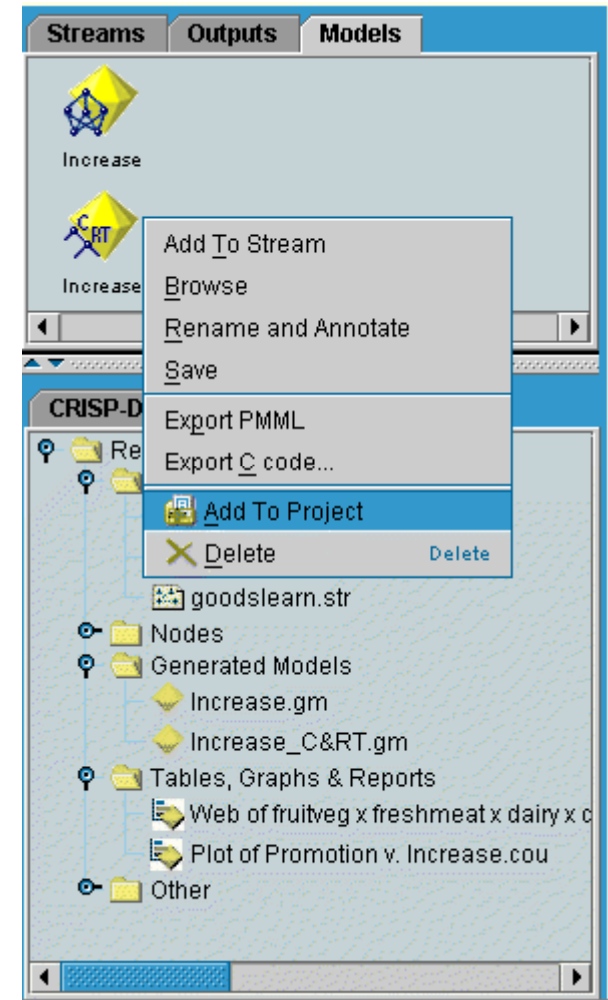 Streams Outputs Models
Increase
C RT
Increase
Add To Stream
Browse
Rename and Annotate
Save
Export PMML
Export C code...
Add To Project
Delete Delete
CRISP-D
Re
goodslearn.str
Nodes
Generated Models
Increase.gm
Increase_C&RT.gm
Tables, Graphs & Reports
Web of fruitveg x freshmeat x dairy x c
Plot of Promotion v. Increase.cou
Other